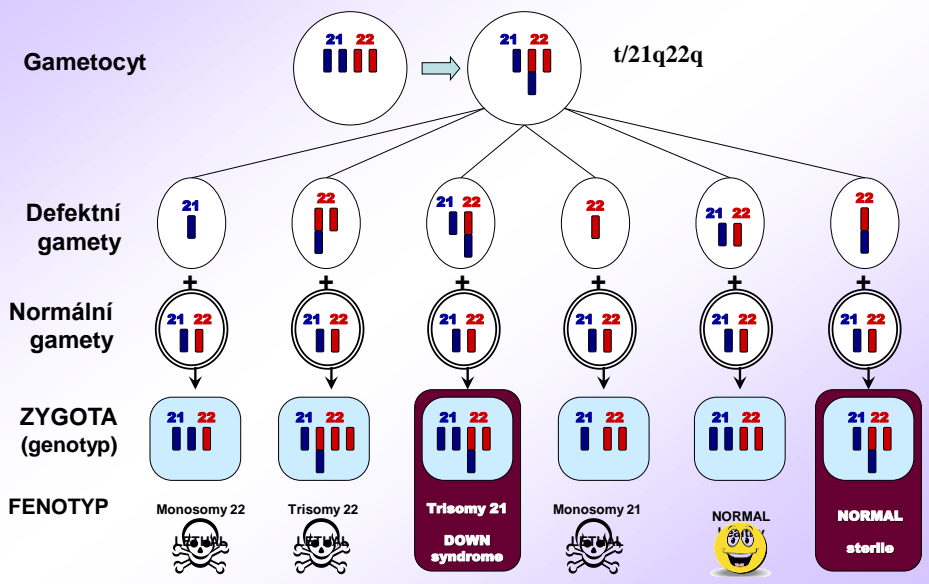 21 22
21 22
Gametocyt
t/21q22q
Defektní
gamety
21
22
21 22
22
21 22
22
+ + + + + +
Normální
gamety
21 22
21 22
21 22
21 22
21 22
21 22
ZYGOTA
(genotyp)
21 22
21 22
21 22
21 22
21 22
21 22
FENOTYP
Monosomy 22
LETHAL
Trisomy 22
LETHAL
Trisomy 21
DOWN
syndrome
Monosomy 21
LETHAL
NORMAL
NORMAL
sterile